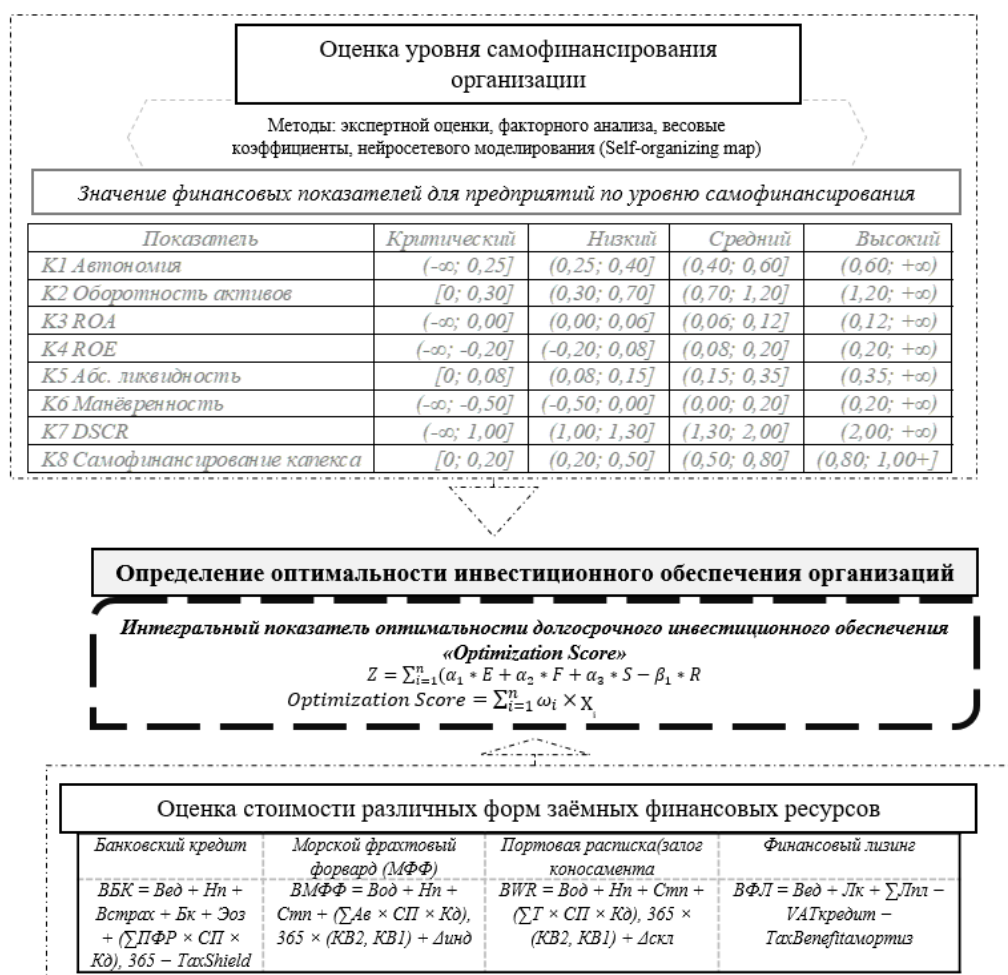 Оценка уровня самофинансирования
организации
Методы: экспертной оценки, факторного анализа, весовые
коэффициенты, нейросетевого моделирования (Self-organizing map)
Значение финансовых показателей для предприятий по уровню самофинансирования
Показатель Критический Низкий Средний Высокий
K1 Автономия (-∞; 0,25] (0,25; 0,40] (0,40; 0,60] (0,60; +∞)
K2 Оборотность активов [0; 0,30] (0,30; 0,70] (0,70; 1,20] (1,20; +∞)
K3 ROA (-∞; 0,00] (0,00; 0,06] (0,06; 0,12] (0,12; +∞)
K4 ROE (-∞; -0,20] (-0,20; 0,08] (0,08; 0,20] (0,20; +∞)
K5 Абс. ликвидность [0; 0,08] (0,08; 0,15] (0,15; 0,35] (0,35; +∞)
K6 Манёвренность (-∞; -0,50] (-0,50; 0,00] (0,00; 0,20] (0,20; +∞)
K7 DSCR (-∞; 1,00] (1,00; 1,30] (1,30; 2,00] (2,00; +∞)
K8 Самофинансирование капекса [0; 0,20] (0,20; 0,50] (0,50; 0,80] (0,80; 1,00+]
Определение оптимальности инвестиционного обеспечения организаций
Интегральный показатель оптимальности долгосрочного инвестиционного обеспечения
«Optimization Score»
Z = ∑ⁿᵢ₌₁(α₁ * E + α₂ * F + α₃ * S − β₁ * R
Optimization Score = ∑ⁿᵢ₌₁ ωᵢ × Xᵢ
Оценка стоимости различных форм заёмных финансовых ресурсов
Банковский кредит
ВБК = Вед + Нп +
Встрах + Бк + Эоз
+ (∑ПФР × СП ×
Кд), 365 − TaxShield
Морской фрахтовый
форвард (МФФ)
ВМФФ = Вод + Нп +
Стп + (∑Ав × СП × Кд),
365 × (КВ2, КВ1) + Δинд
Портовая расписка(залог
коносамента
BWR = Вод + Нп + Стп +
(∑Т × СП × Кд), 365 ×
(КВ2, КВ1) + Δскл
Финансовый лизинг
ВФЛ = Вед + Лк + ∑Лпл −
VATкредит −
TaxBenefitамортиз